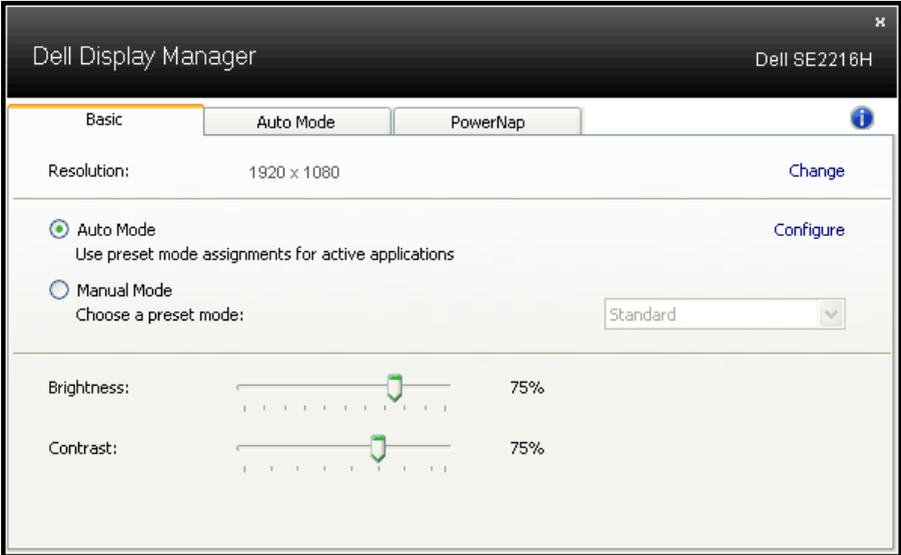 x
Dell Display Manager
Dell SE2216H
Basic
Auto Mode
PowerNap
i
Resolution:
1920 x 1080
Change
Auto Mode
Configure
Use preset mode assignments for active applications
Manual Mode
Choose a preset mode:
Standard
Brightness:
75%
Contrast:
75%